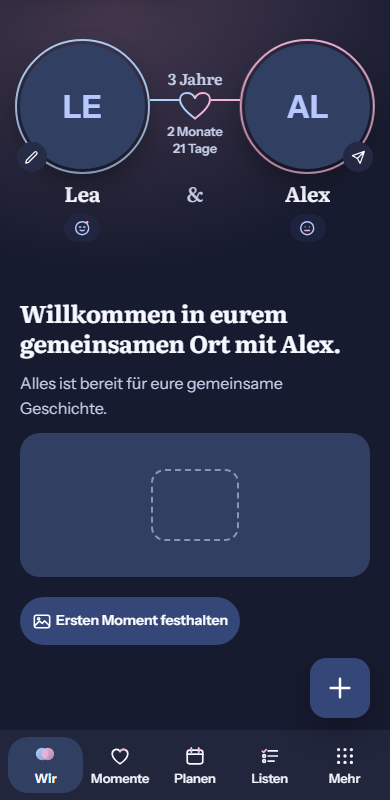 LE
3 Jahre
AL
2 Monate
21 Tage
Lea
&
Alex
Willkommen in eurem
gemeinsamen Ort mit Alex.
Alles ist bereit für eure gemeinsame
Geschichte.
Ersten Moment festhalten
Wir
Momente
Planen
Listen
Mehr